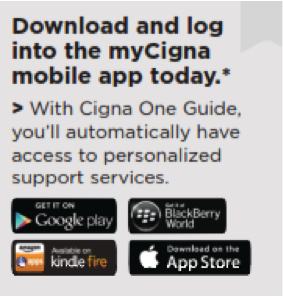 Download and log
into the myCigna
mobile app today.*
> With Cigna One Guide,
you'll automatically have
access to personalized
support services.
GET IT ON
Google play
Get it at
BlackBerry
World
amazon
apps
Available on
kindle fire
Download on the
App Store